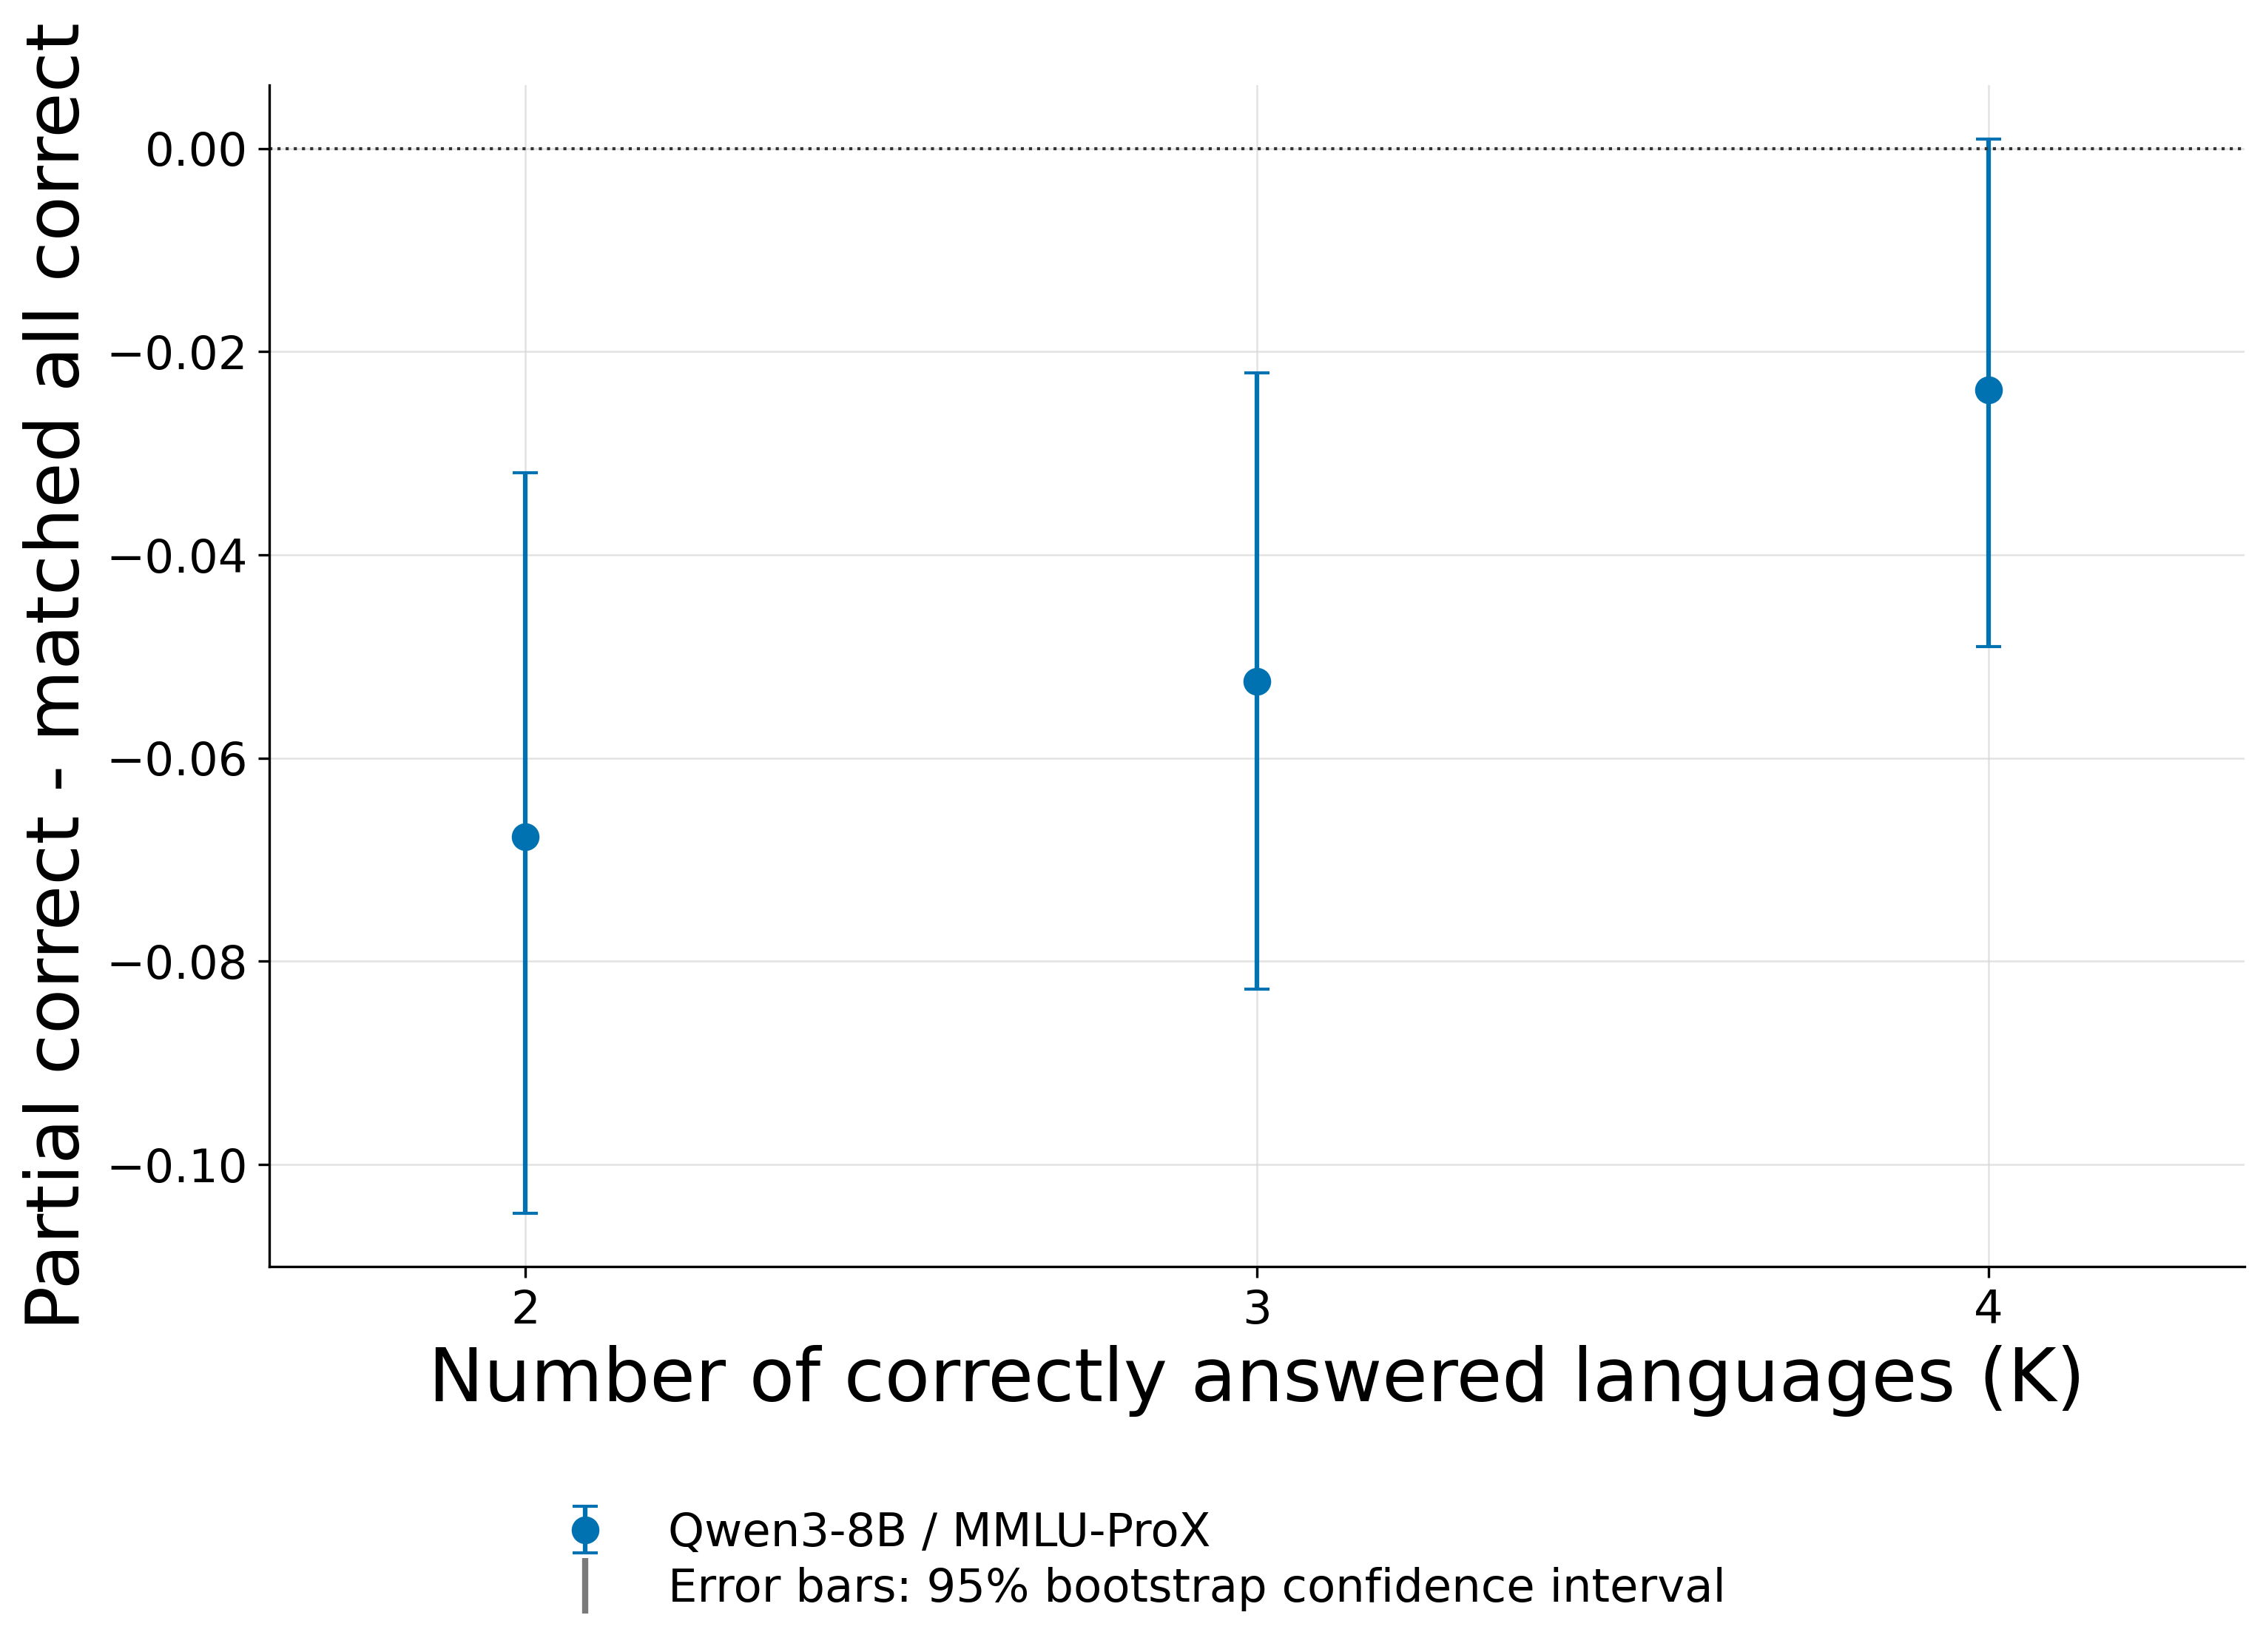 Partial correct - matched all correct
0.00
−0.02
−0.04
−0.06
−0.08
−0.10
2
3
4
Number of correctly answered languages (K)
Qwen3-8B / MMLU-ProX
Error bars: 95% bootstrap confidence interval